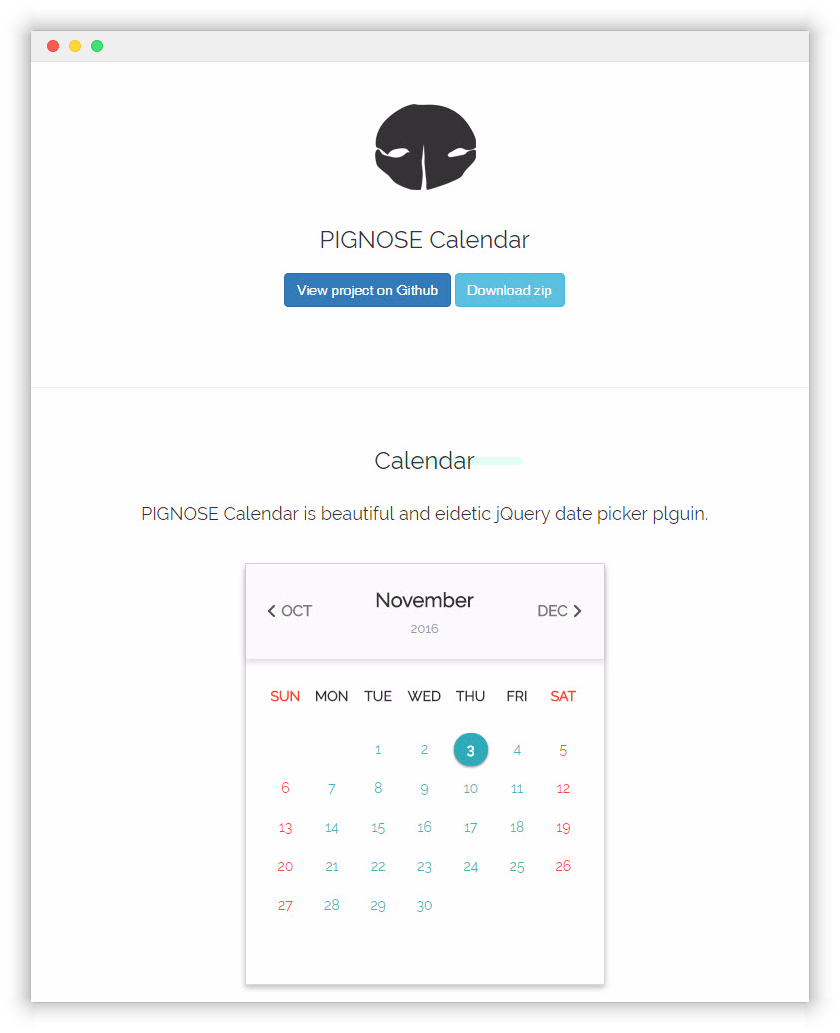 PIGNOSE Calendar
View project on Github Download zip
Calendar
PIGNOSE Calendar is beautiful and eidetic jQuery date picker plguin.
OCT November DEC
2016
SUN MON TUE WED THU FRI SAT
1 2 3 4 5
6 7 8 9 10 11 12
13 14 15 16 17 18 19
20 21 22 23 24 25 26
27 28 29 30